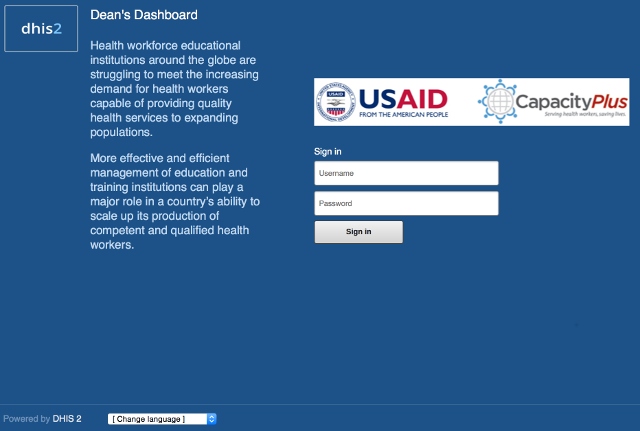 dhis2
Dean's Dashboard
Health workforce educational
institutions around the globe are
struggling to meet the increasing
demand for health workers
capable of providing quality
health services to expanding
populations.
More effective and efficient
management of education and
training institutions can play a
major role in a country's ability to
scale up its production of
competent and qualified health
workers.
USAID
USAID
FROM THE AMERICAN PEOPLE
CapacityPlus
Serving health workers, saving lives.
Sign in
Username
Password
Sign in
Powered by DHIS 2
[ Change language ]